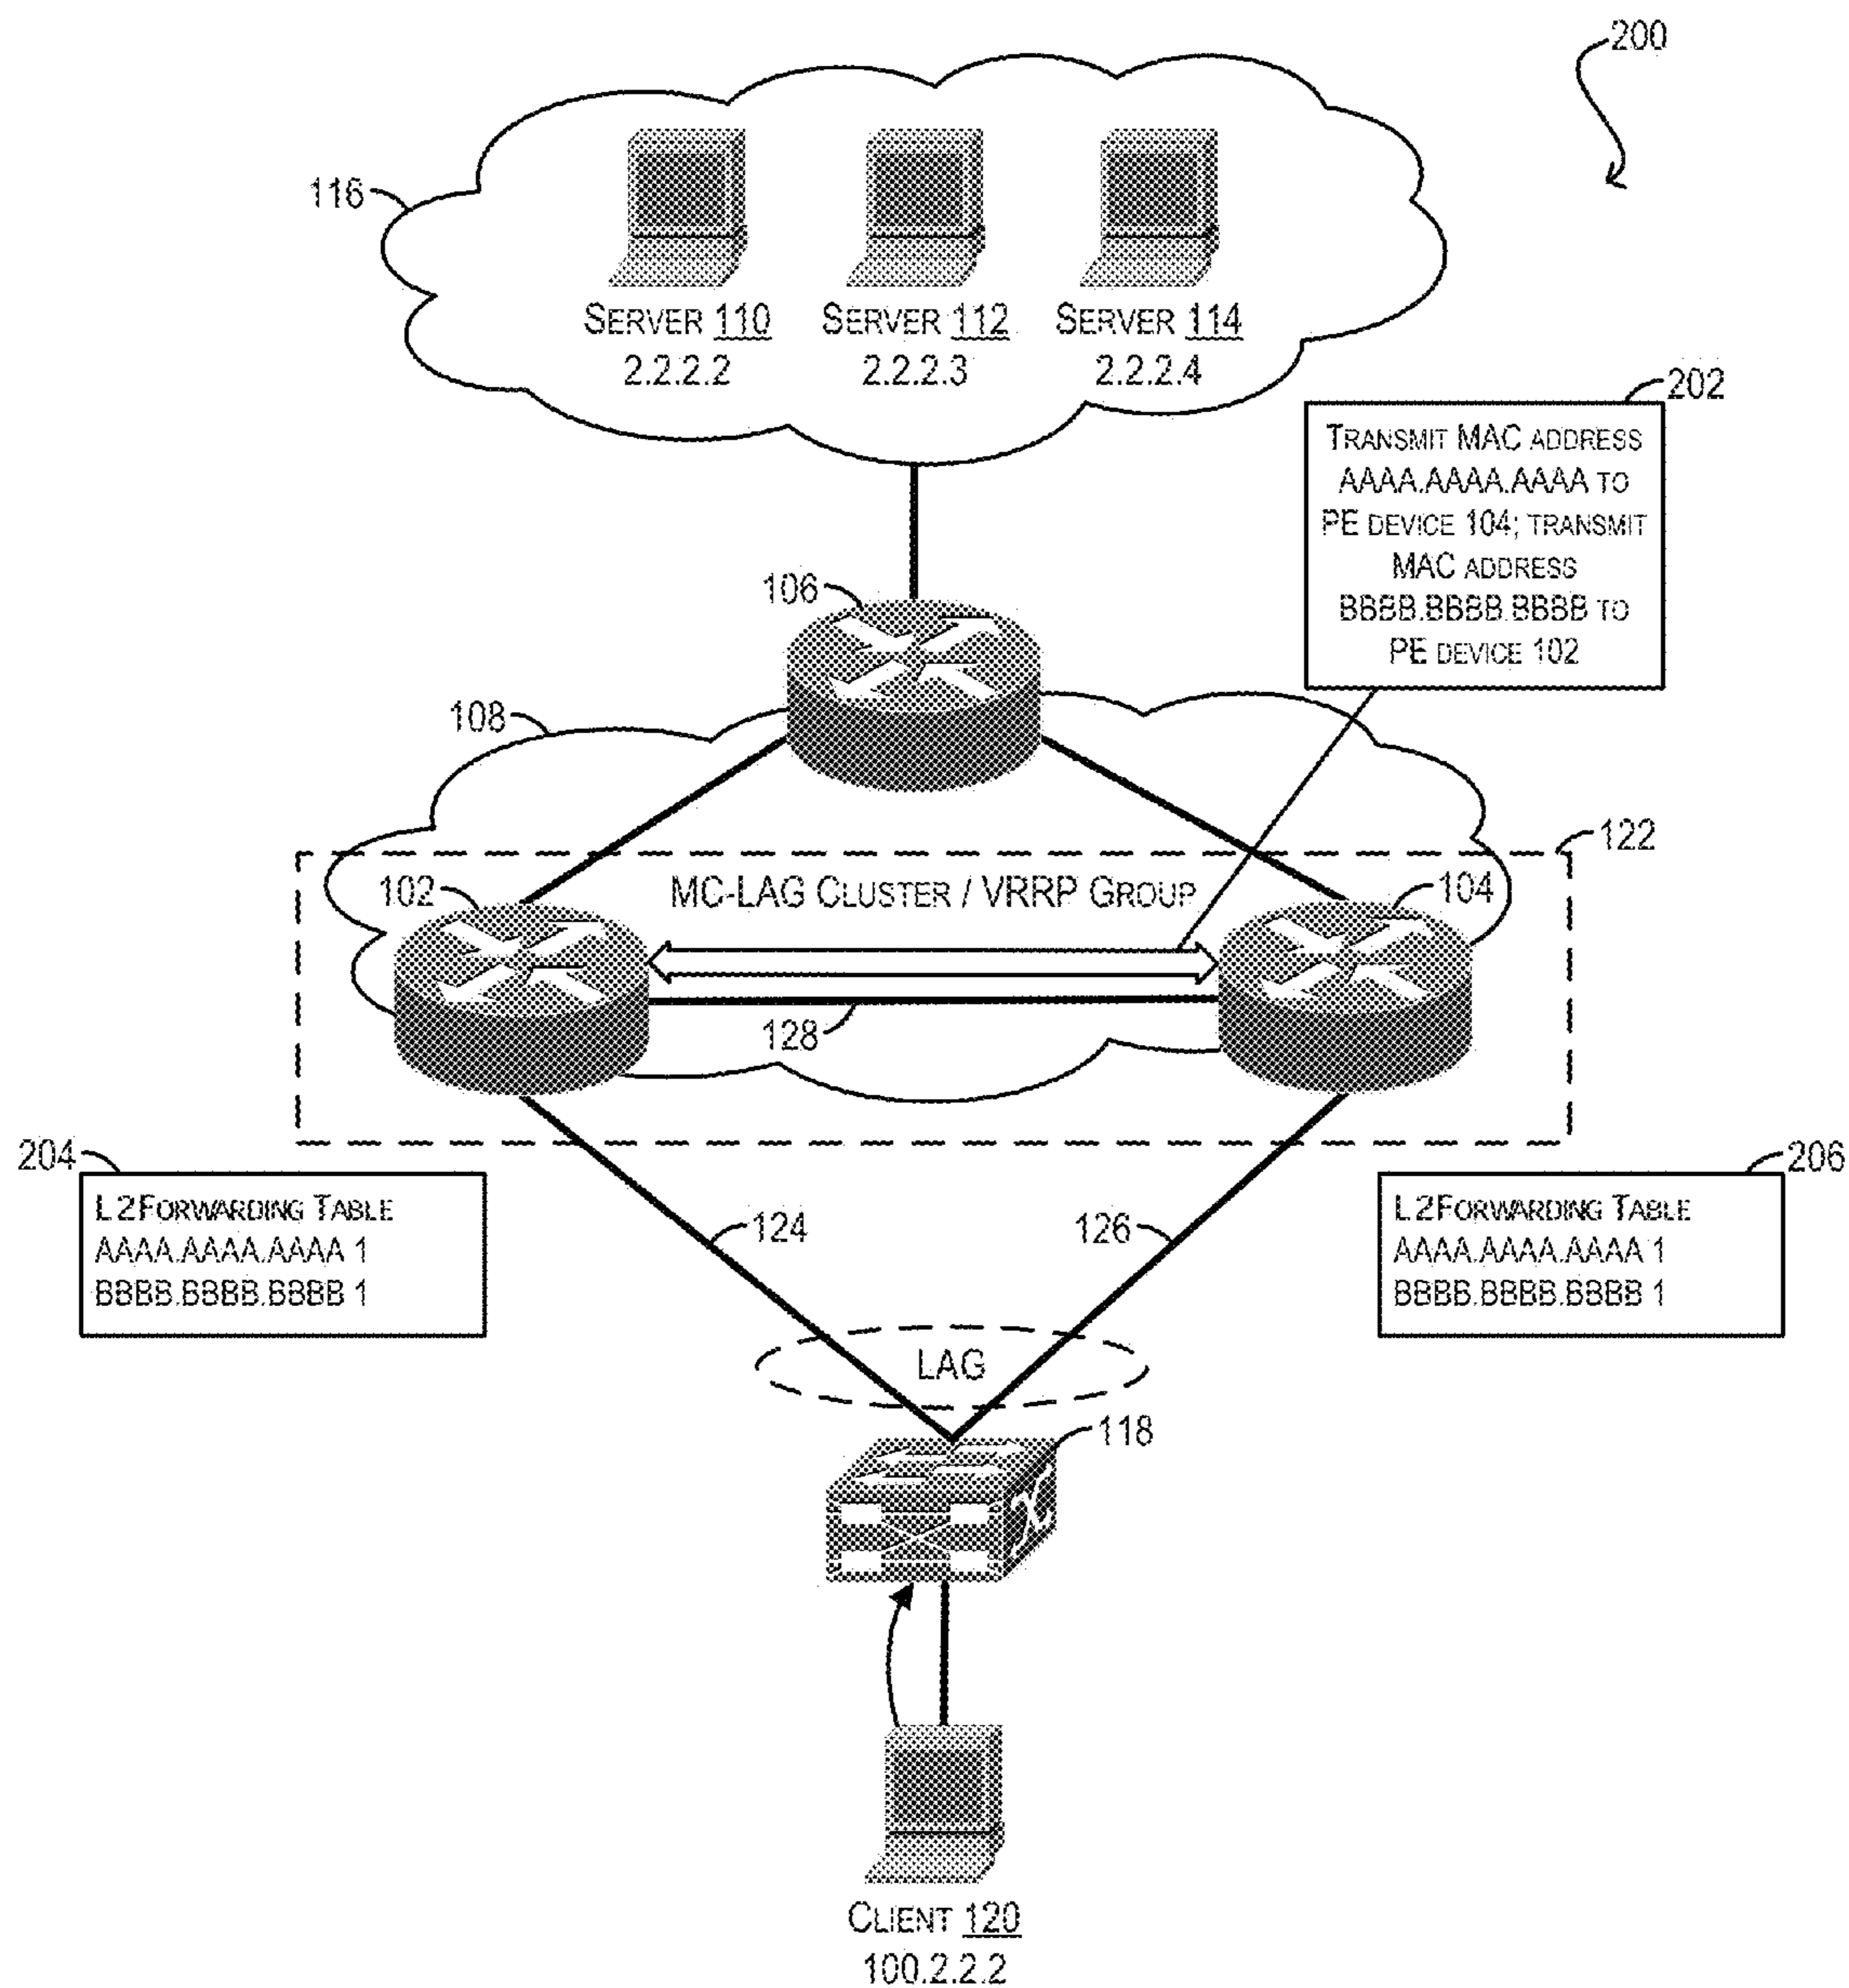 200
116
SERVER 110
2.2.2.2
SERVER 112
2.2.2.3
SERVER 114
2.2.2.4
202
TRANSMIT MAC ADDRESS
AAAA.AAAA.AAAA TO
PE DEVICE 104; TRANSMIT
MAC ADDRESS
BBBB.BBBB.BBBB TO
PE DEVICE 102
106
108
122
102
MC-LAG CLUSTER / VRRP GROUP
104
128
204
L2FORWARDING TABLE
AAAA.AAAA.AAAA 1
BBBB.BBBB.BBBB 1
206
L2FORWARDING TABLE
AAAA.AAAA.AAAA 1
BBBB.BBBB.BBBB 1
124
126
LAG
118
CLIENT 120
100.2.2.2